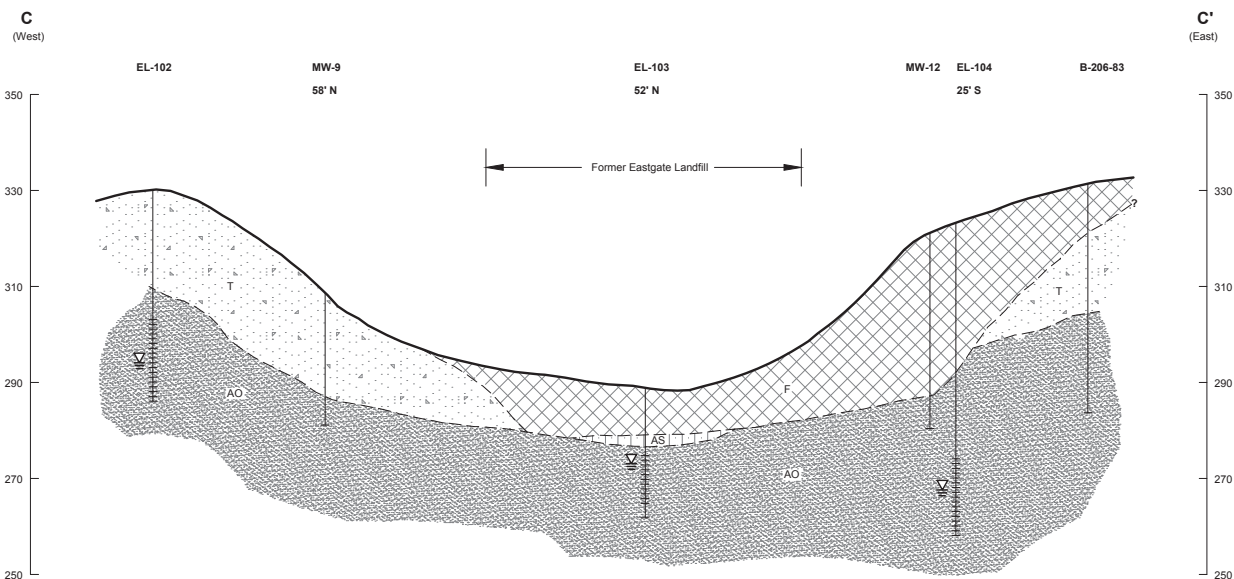 C
(West)
C'
(East)
EL-102
MW-9
58' N
EL-103
52' N
MW-12
EL-104
25' S
B-206-83
350
350
Former Eastgate Landfill
330
330
?
T
T
310
310
290
290
AO
F
AS
AO
270
270
250
250